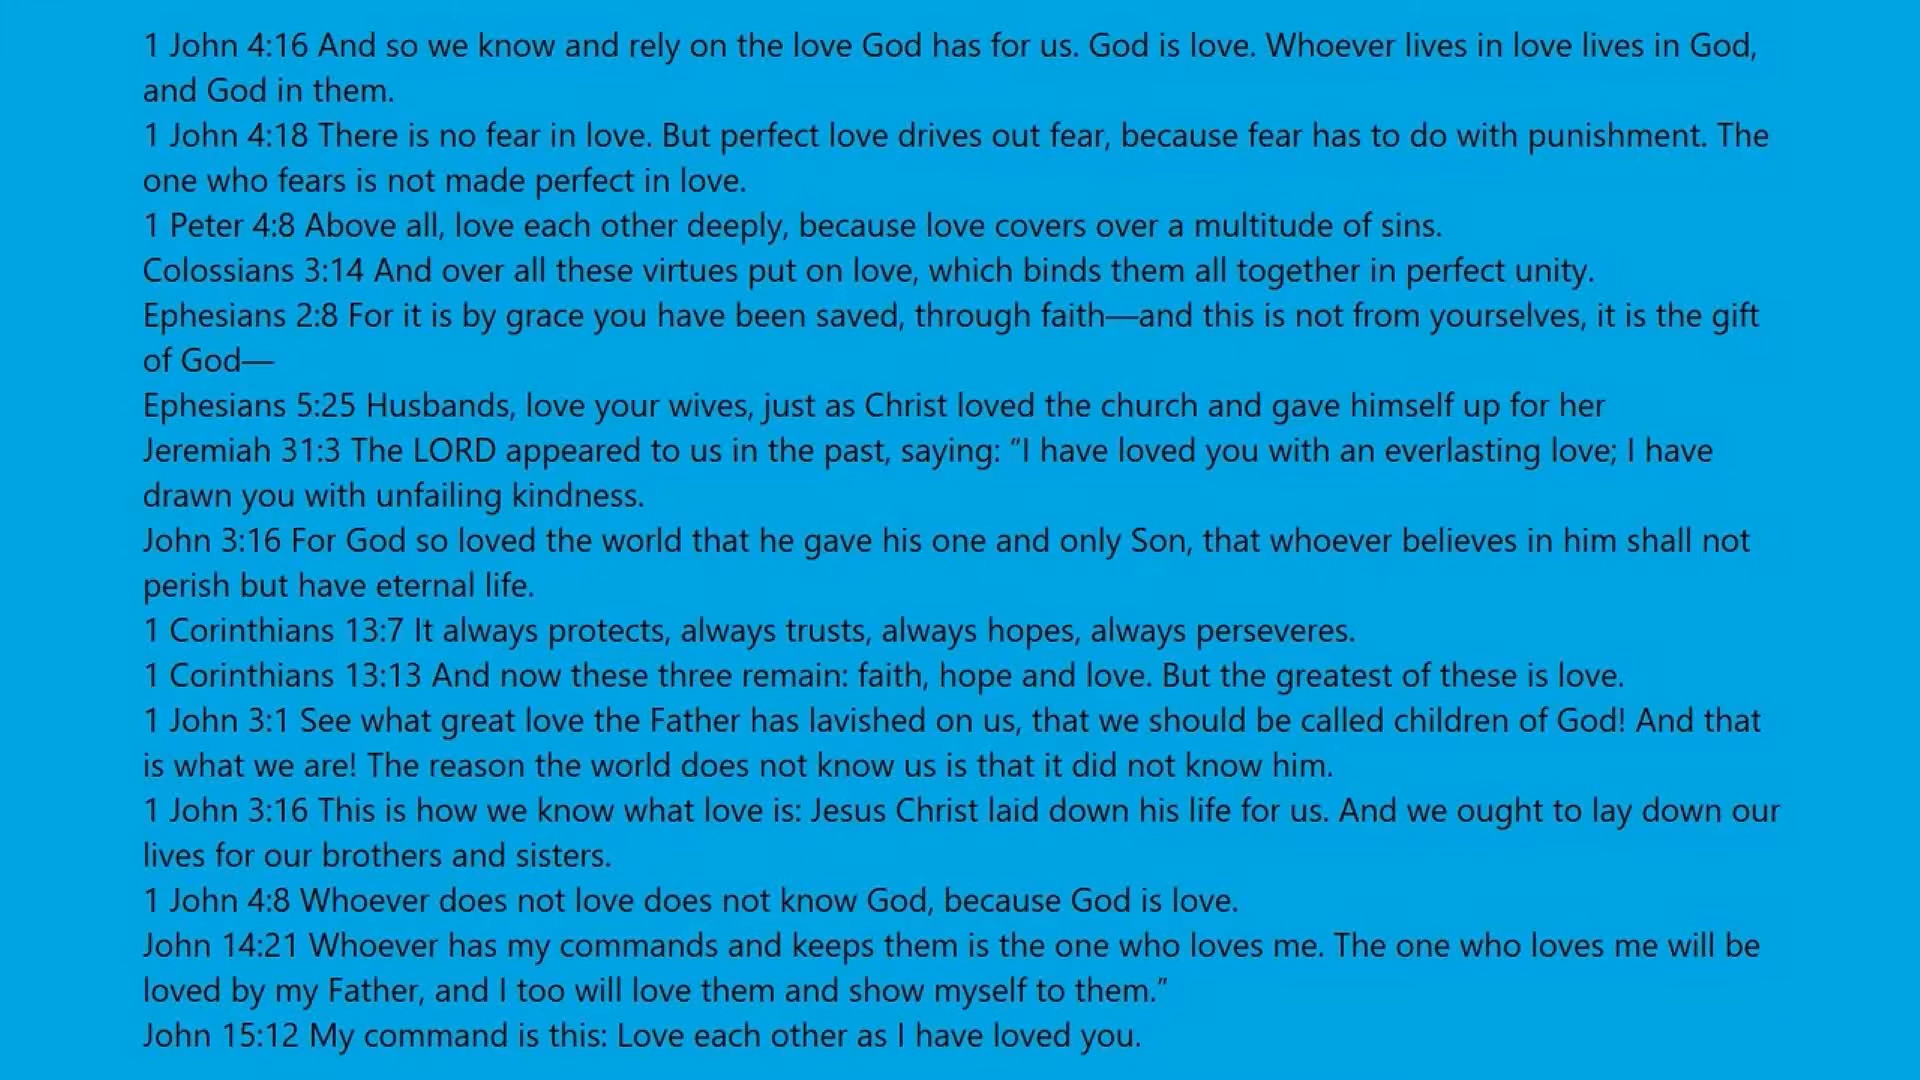 1 John 4:16 And so we know and rely on the love God has for us. God is love. Whoever lives in love lives in God,
and God in them.
1 John 4:18 There is no fear in love. But perfect love drives out fear, because fear has to do with punishment. The
one who fears is not made perfect in love.
1 Peter 4:8 Above all, love each other deeply, because love covers over a multitude of sins.
Colossians 3:14 And over all these virtues put on love, which binds them all together in perfect unity.
Ephesians 2:8 For it is by grace you have been saved, through faith—and this is not from yourselves, it is the gift
of God—
Ephesians 5:25 Husbands, love your wives, just as Christ loved the church and gave himself up for her
Jeremiah 31:3 The LORD appeared to us in the past, saying: “I have loved you with an everlasting love; I have
drawn you with unfailing kindness.
John 3:16 For God so loved the world that he gave his one and only Son, that whoever believes in him shall not
perish but have eternal life.
1 Corinthians 13:7 It always protects, always trusts, always hopes, always perseveres.
1 Corinthians 13:13 And now these three remain: faith, hope and love. But the greatest of these is love.
1 John 3:1 See what great love the Father has lavished on us, that we should be called children of God! And that
is what we are! The reason the world does not know us is that it did not know him.
1 John 3:16 This is how we know what love is: Jesus Christ laid down his life for us. And we ought to lay down our
lives for our brothers and sisters.
1 John 4:8 Whoever does not love does not know God, because God is love.
John 14:21 Whoever has my commands and keeps them is the one who loves me. The one who loves me will be
loved by my Father, and I too will love them and show myself to them.”
John 15:12 My command is this: Love each other as I have loved you.